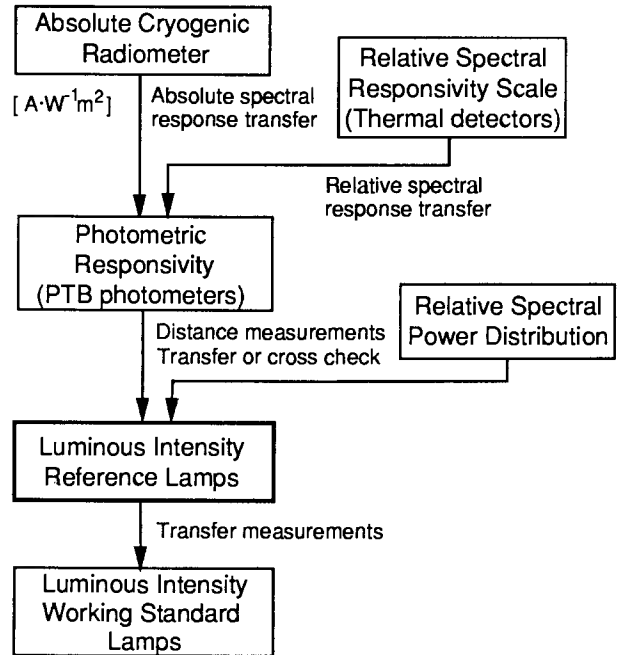 Absolute Cryogenic
Radiometer
[ A·W⁻¹m²]
Absolute spectral
response transfer
Relative Spectral
Responsivity Scale
(Thermal detectors)
Relative spectral
response transfer
Photometric
Responsivity
(PTB photometers)
Distance measurements
Transfer or cross check
Relative Spectral
Power Distribution
Luminous Intensity
Reference Lamps
Transfer measurements
Luminous Intensity
Working Standard
Lamps